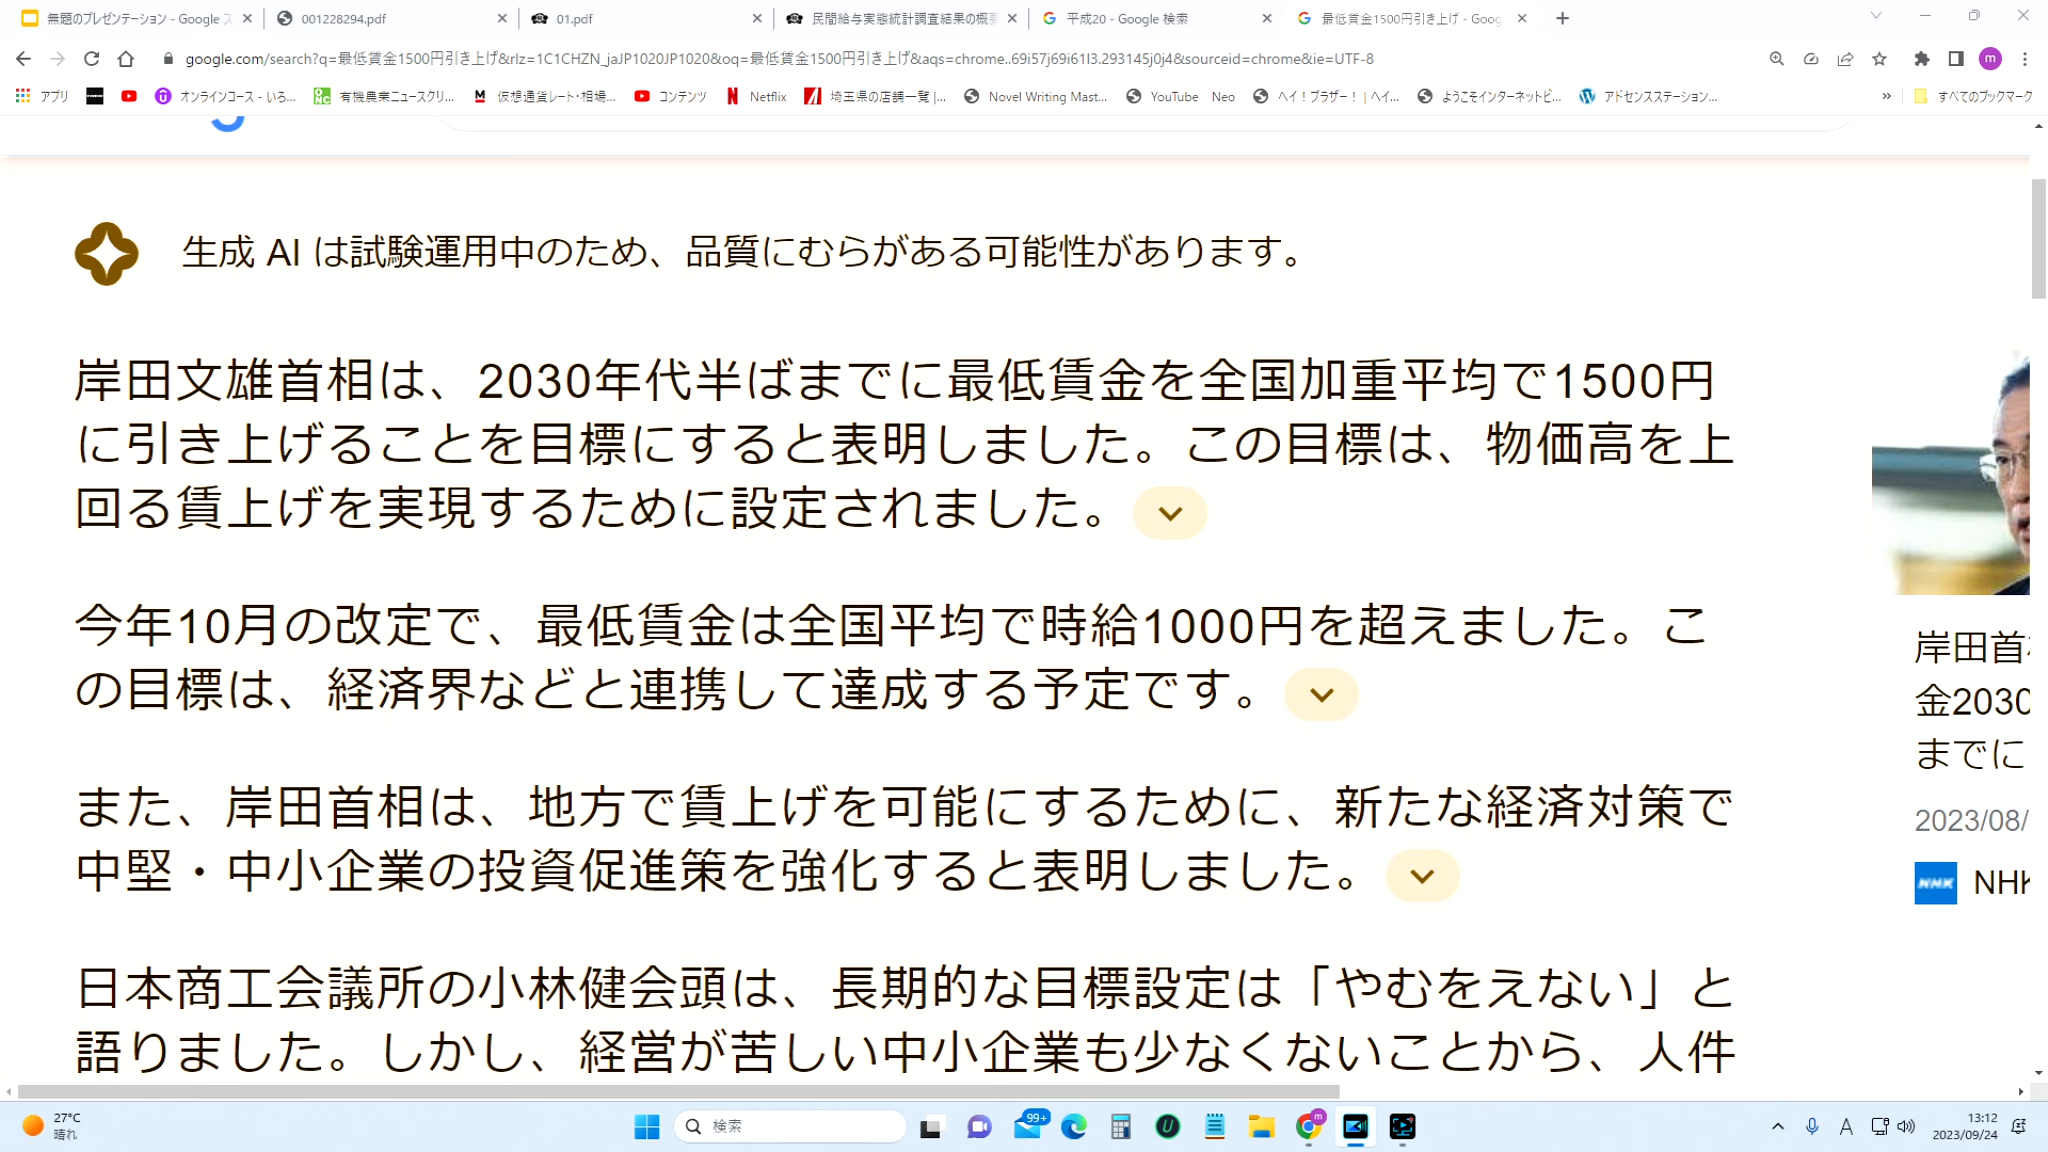 無題のプレゼンテーション - Google ス
001228294.pdf
01.pdf
民間給与実態統計調査結果の概要
平成20 - Google 検索
最低賃金1500円引き上げ - Goog
google.com/search?q=最低賃金1500円引き上げ&rlz=1C1CHZN_jaJP1020JP1020&oq=最低賃金1500円引き上げ&aqs=chrome..69i57j69i61l3.293145j0j4&sourceid=chrome&ie=UTF-8
m
アプリ
オンラインコース - いろ...
有機農業ニュースクリ...
仮想通貨レート・相場...
コンテンツ
Netflix
埼玉県の店舗一覧 |...
Novel Writing Mast...
YouTube
Neo
ヘイ！ブラザー！ | ヘイ...
ようこそインターネットビ...
アドセンスステーション...
»
すべてのブックマーク
生成 AI は試験運用中のため、品質にむらがある可能性があります。
岸田文雄首相は、2030年代半ばまでに最低賃金を全国加重平均で1500円
に引き上げることを目標にすると表明しました。この目標は、物価高を上
回る賃上げを実現するために設定されました。
今年10月の改定で、最低賃金は全国平均で時給1000円を超えました。こ
の目標は、経済界などと連携して達成する予定です。
また、岸田首相は、地方で賃上げを可能にするために、新たな経済対策で
中堅・中小企業の投資促進策を強化すると表明しました。
日本商工会議所の小林健会頭は、長期的な目標設定は「やむをえない」と
語りました。しかし、経営が苦しい中小企業も少なくないことから、人件
岸田首
金2030
までに
2023/08/
NHK
NHK
27°C
晴れ
検索
99+
m
A
13:12
2023/09/24